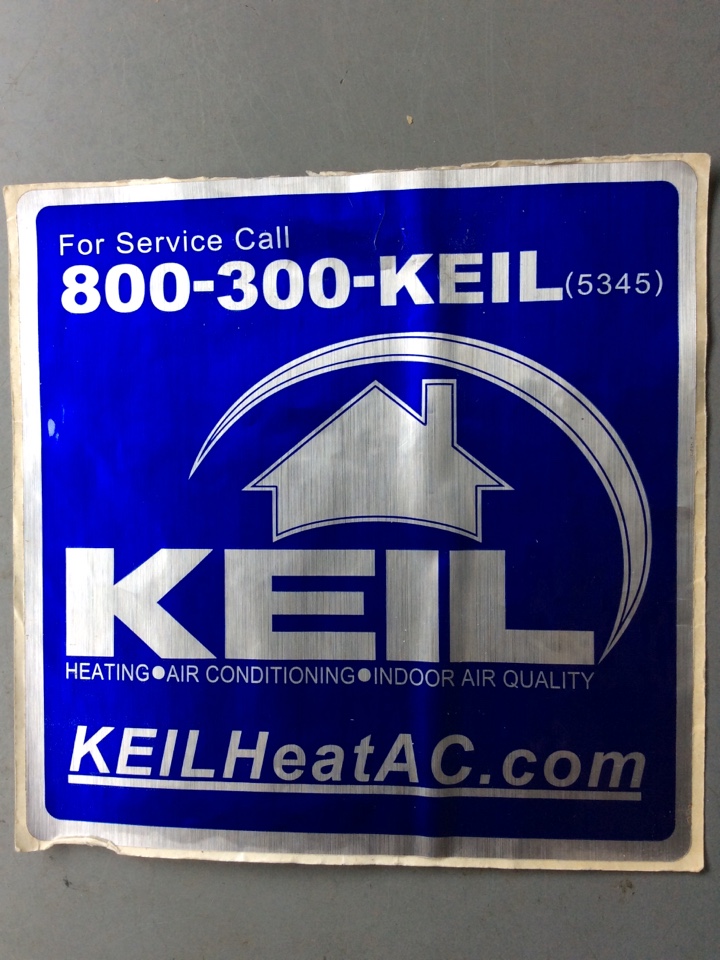 For Service Call
800-300-KEIL(5345)
KEIL
HEATING●AIR CONDITIONING●INDOOR AIR QUALITY
KEILHeatAC.com